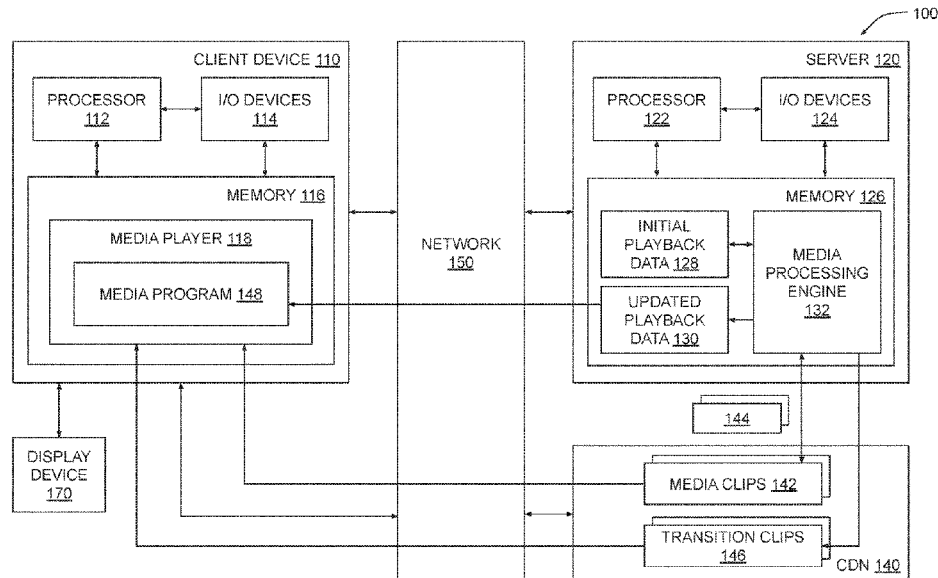 100
CLIENT DEVICE 110
PROCESSOR
112
I/O DEVICES
114
MEMORY 116
MEDIA PLAYER 118
MEDIA PROGRAM 148
DISPLAY
DEVICE
170
NETWORK
150
SERVER 120
PROCESSOR
122
I/O DEVICES
124
MEMORY 126
INITIAL
PLAYBACK
DATA 128
UPDATED
PLAYBACK
DATA 130
MEDIA
PROCESSING
ENGINE
132
144
MEDIA CLIPS 142
TRANSITION CLIPS
146
CDN 140